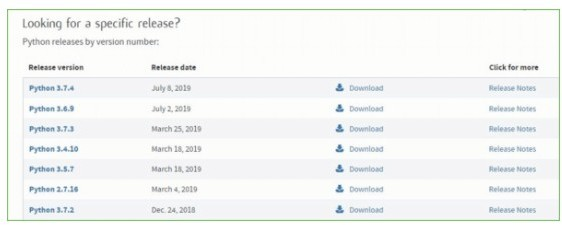 Looking for a specific release?
Python releases by version number:
Release version Release date Click for more
Python 3.7.4 July 8, 2019 Download Release Notes
Python 3.6.9 July 2, 2019 Download Release Notes
Python 3.7.3 March 25, 2019 Download Release Notes
Python 3.4.10 March 18, 2019 Download Release Notes
Python 3.5.7 March 18, 2019 Download Release Notes
Python 2.7.16 March 4, 2019 Download Release Notes
Python 3.7.2 Dec. 24, 2018 Download Release Notes